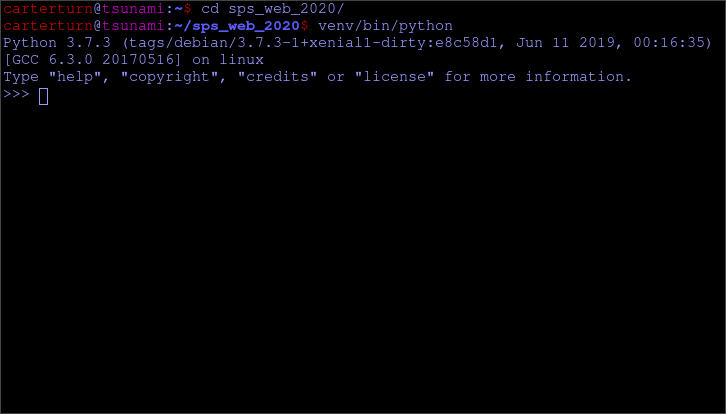 carterturn@tsunami:~$ cd sps_web_2020/
carterturn@tsunami:~/sps_web_2020$ venv/bin/python
Python 3.7.3 (tags/debian/3.7.3-1+xenial1-dirty:e8c58d1, Jun 11 2019, 00:16:35)
[GCC 6.3.0 20170516] on linux
Type "help", "copyright", "credits" or "license" for more information.
>>>